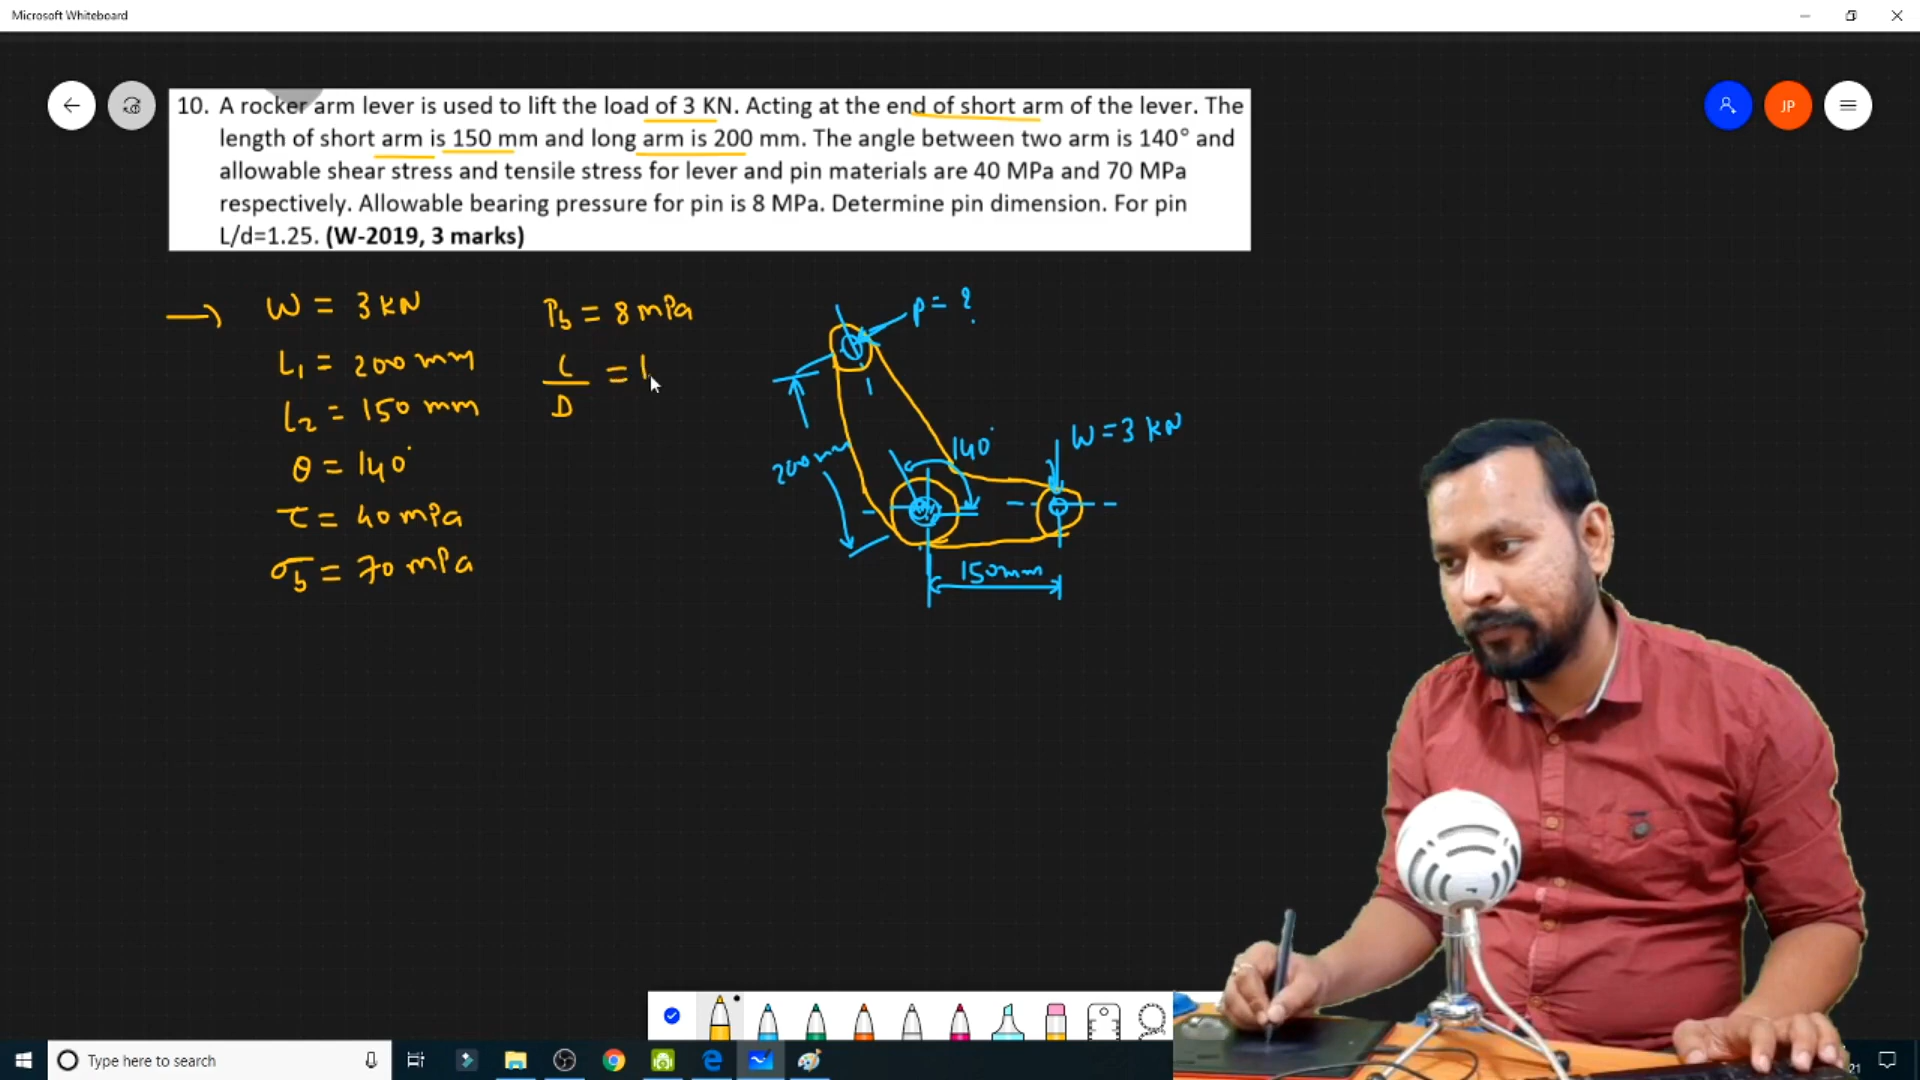 Microsoft Whiteboard
10. A rocker arm lever is used to lift the load of 3 KN. Acting at the end of short arm of the lever. The
length of short arm is 150 mm and long arm is 200 mm. The angle between two arm is 140° and
allowable shear stress and tensile stress for lever and pin materials are 40 MPa and 70 MPa
respectively. Allowable bearing pressure for pin is 8 MPa. Determine pin dimension. For pin
L/d=1.25. (W-2019, 3 marks)
JP
→ W = 3 KN
L1 = 200 mm
L2 = 150 mm
θ = 140°
τ = 40 mPa
σb = 70 mPa
Pb = 8 mPa
L/D = 1
P = ?
200 mm
140°
W = 3 KN
150mm
Type here to search
21